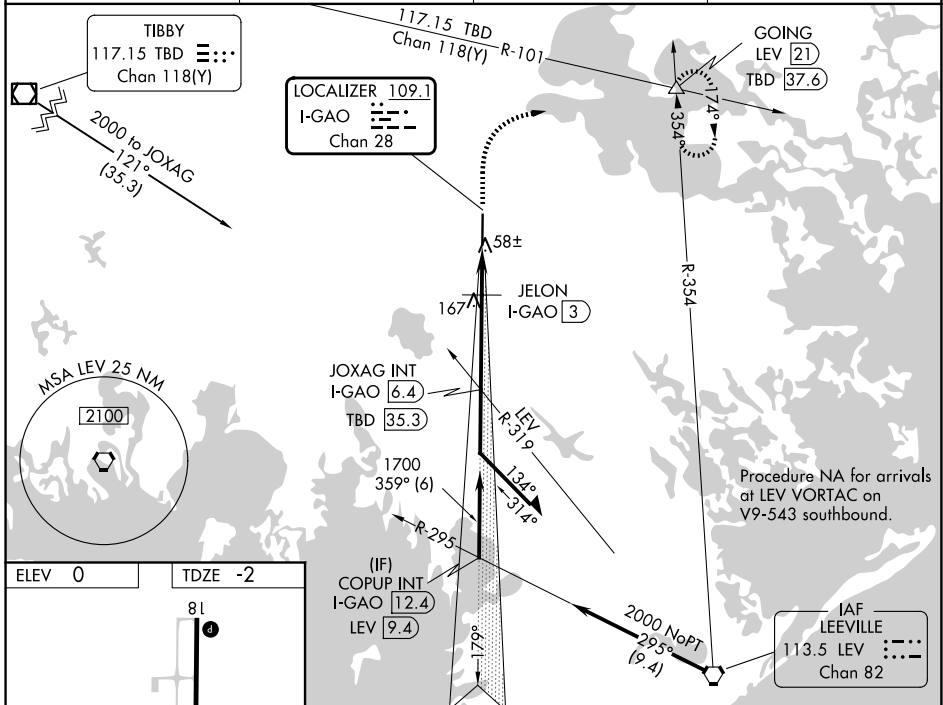 TIBBY
117.15 TBD
Chan 118(Y)
117.15 TBD
Chan 118(Y)
R-101
GOING
LEV 21
TBD 37.6
LOCALIZER 109.1
I-GAO
Chan 28
2000 to JOXAG
121°
(35.3)
174°
354°
58±
JELON
I-GAO 3
167
R-354
JOXAG INT
I-GAO 6.4
TBD 35.3
LEV
R-319
MSA LEV 25 NM
2100
1700
359° (6)
134°
314°
Procedure NA for arrivals
at LEV VORTAC on
V9-543 southbound.
R-295
(IF)
COPUP INT
I-GAO 12.4
LEV 9.4
2000 NoPT
295°
(9.4)
IAF
LEEVILLE
113.5 LEV
Chan 82
179°
ELEV 0
TDZE -2
18
P